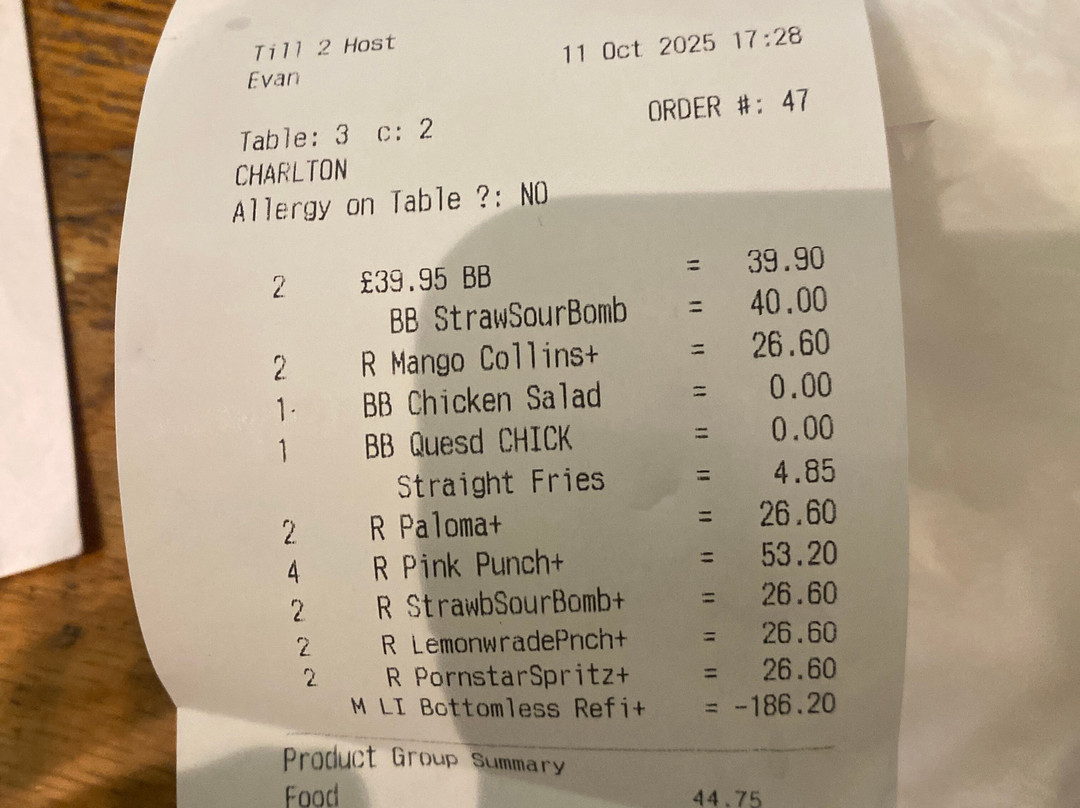 Till 2 Host 11 Oct 2025 17:28
Evan
ORDER #: 47
Table: 3 c: 2
CHARLTON
Allergy on Table ?: NO
2 £39.95 BB = 39.90
BB StrawSourBomb = 40.00
2 R Mango Collins+ = 26.60
1 BB Chicken Salad = 0.00
1 BB Quesd CHICK = 0.00
Straight Fries = 4.85
2 R Paloma+ = 26.60
4 R Pink Punch+ = 53.20
2 R StrawbSourBomb+ = 26.60
2 R LemonwradePnch+ = 26.60
2 R PornstarSpritz+ = 26.60
M LI Bottomless Refi+ = -186.20
Product Group Summary
Food 44.75